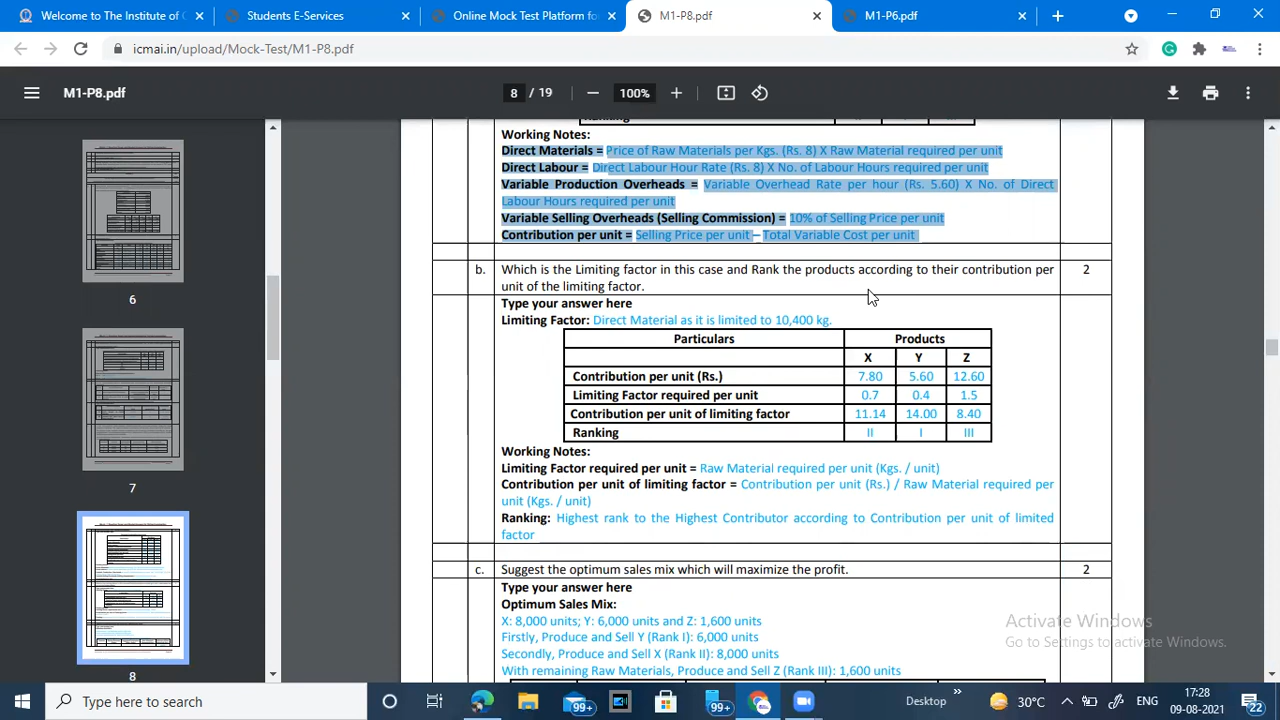 Welcome to The Institute of C
Students E-Services
Online Mock Test Platform for
M1-P8.pdf
M1-P6.pdf
icmai.in/upload/Mock-Test/M1-P8.pdf
M1-P8.pdf
8 / 19
100%
Working Notes:
Direct Materials = Price of Raw Materials per Kgs. (Rs. 8) X Raw Material required per unit
Direct Labour = Direct Labour Hour Rate (Rs. 8) X No. of Labour Hours required per unit
Variable Production Overheads = Variable Overhead Rate per hour (Rs. 5.60) X No. of Direct
Labour Hours required per unit
Variable Selling Overheads (Selling Commission) = 10% of Selling Price per unit
Contribution per unit = Selling Price per unit – Total Variable Cost per unit
b. Which is the Limiting factor in this case and Rank the products according to their contribution per 2
unit of the limiting factor.
Type your answer here
Limiting Factor: Direct Material as it is limited to 10,400 kg.
Particulars Products
X Y Z
Contribution per unit (Rs.) 7.80 5.60 12.60
Limiting Factor required per unit 0.7 0.4 1.5
Contribution per unit of limiting factor 11.14 14.00 8.40
Ranking II I III
Working Notes:
Limiting Factor required per unit = Raw Material required per unit (Kgs. / unit)
Contribution per unit of limiting factor = Contribution per unit (Rs.) / Raw Material required per
unit (Kgs. / unit)
Ranking: Highest rank to the Highest Contributor according to Contribution per unit of limited
factor
c. Suggest the optimum sales mix which will maximize the profit. 2
Type your answer here
Optimum Sales Mix:
X: 8,000 units; Y: 6,000 units and Z: 1,600 units
Firstly, Produce and Sell Y (Rank I): 6,000 units
Secondly, Produce and Sell X (Rank II): 8,000 units
With remaining Raw Materials, Produce and Sell Z (Rank III): 1,600 units
6
7
8
Activate Windows
Go to Settings to activate Windows.
Type here to search
99+
99+
Desktop
30°C
ENG
17:28
09-08-2021
22